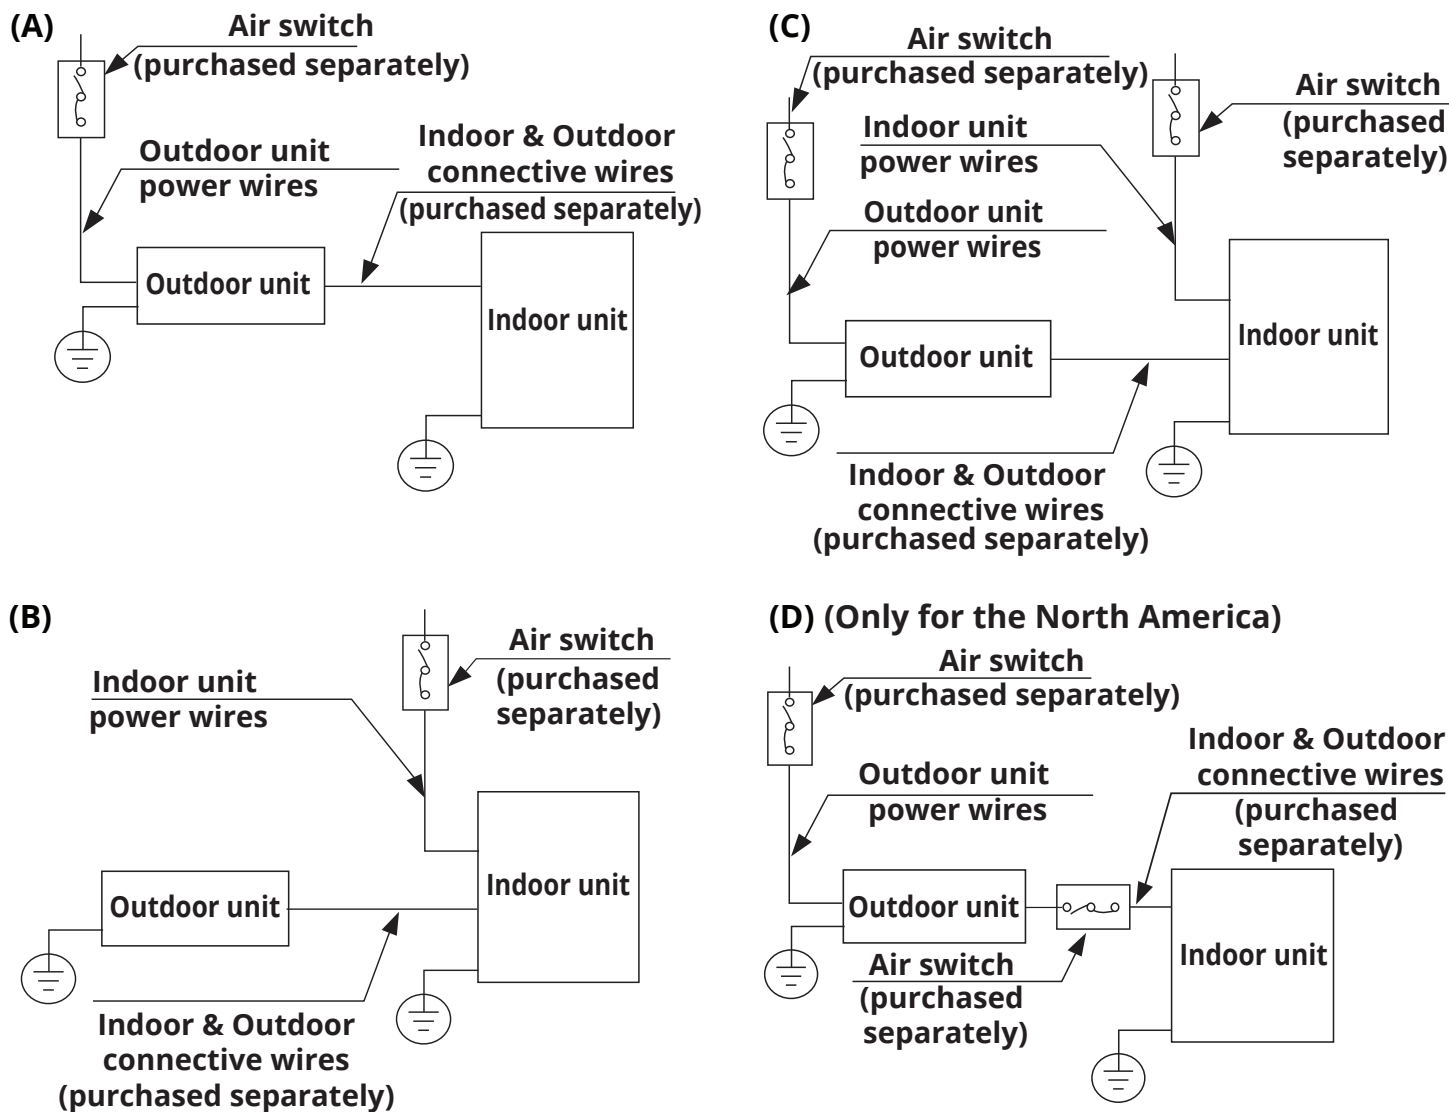 (A)
Air switch
(purchased separately)
Outdoor unit
power wires
Indoor & Outdoor
connective wires
(purchased separately)
Outdoor unit
Indoor unit
(C)
Air switch
(purchased separately)
Air switch
(purchased
separately)
Indoor unit
power wires
Outdoor unit
power wires
Indoor unit
Outdoor unit
Indoor & Outdoor
connective wires
(purchased separately)
(B)
Air switch
(purchased
separately)
Indoor unit
power wires
Indoor unit
Outdoor unit
Indoor & Outdoor
connective wires
(purchased separately)
(D) (Only for the North America)
Air switch
(purchased separately)
Indoor & Outdoor
connective wires
(purchased
separately)
Outdoor unit
power wires
Outdoor unit
Indoor unit
Air switch
(purchased
separately)